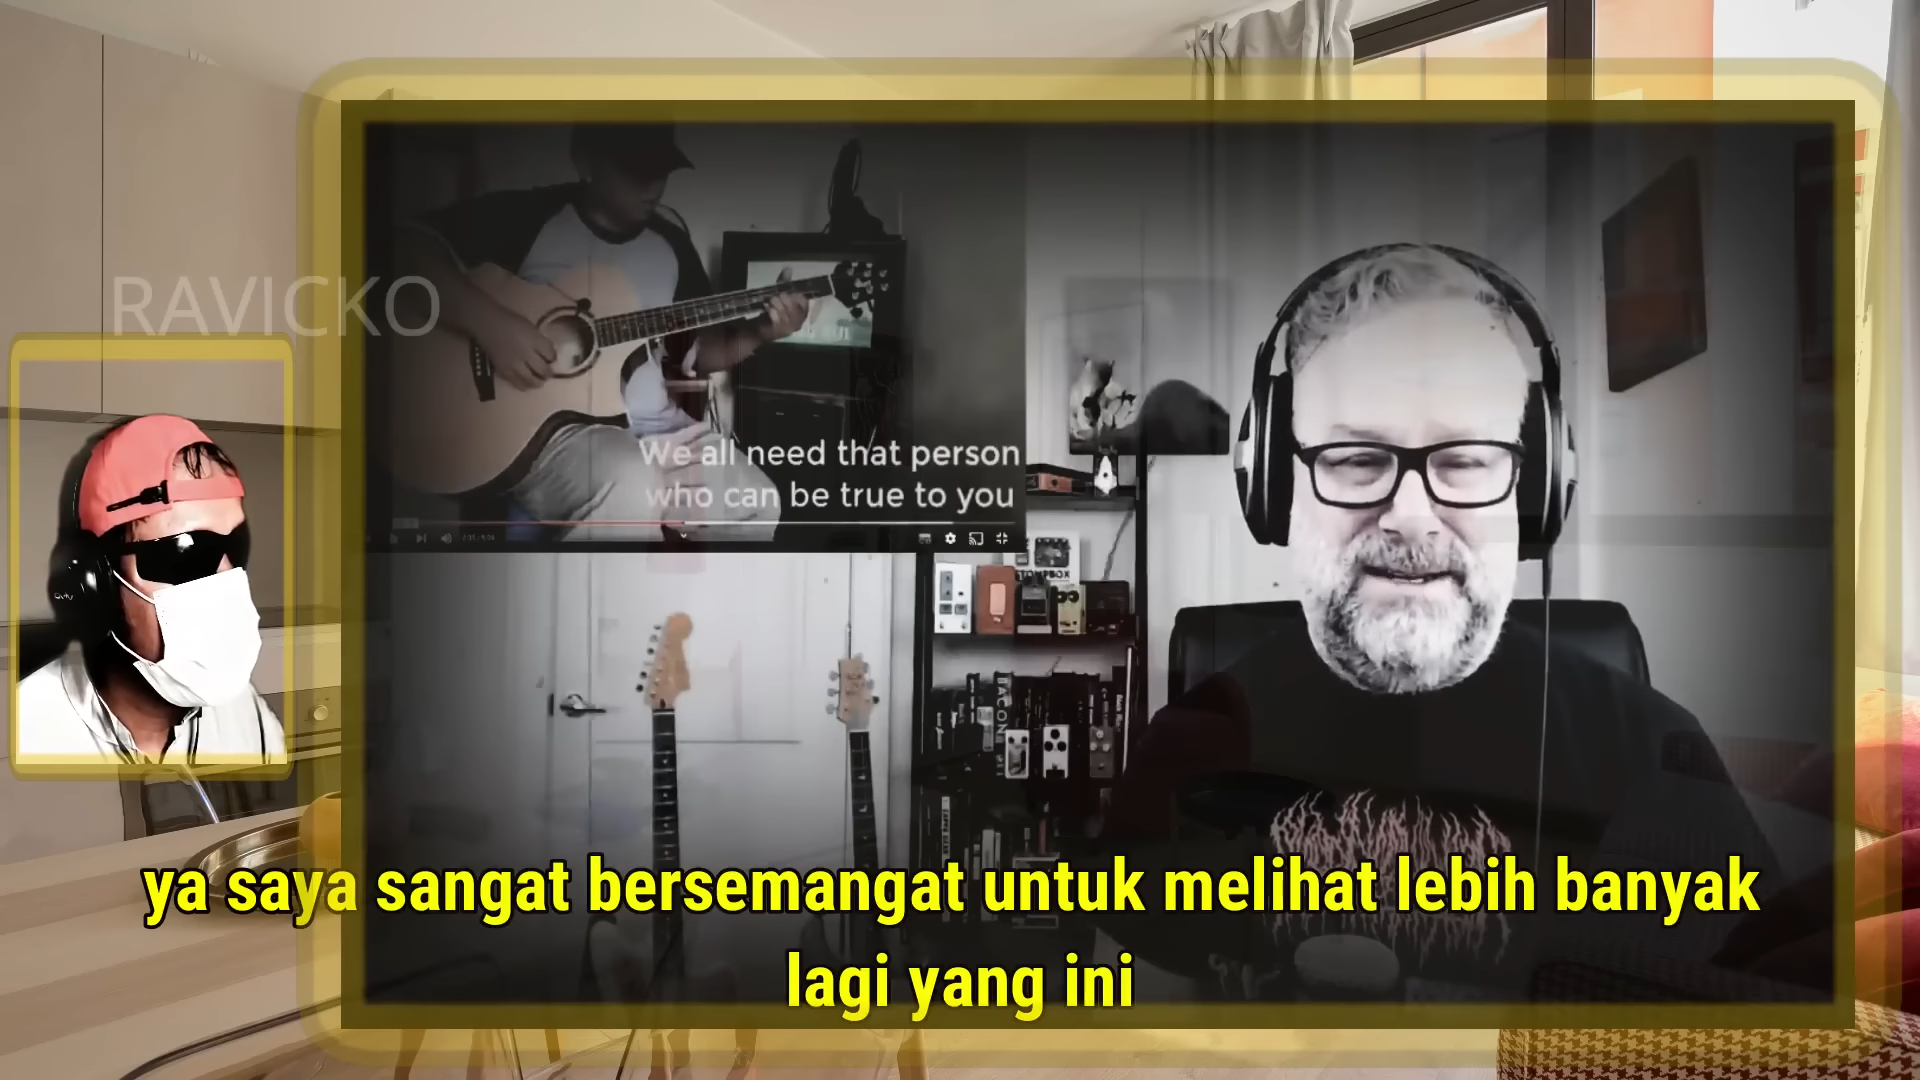 RAVICKO
We all need that person
who can be true to you
BACON
ya saya sangat bersemangat untuk melihat lebih banyak
lagi yang ini